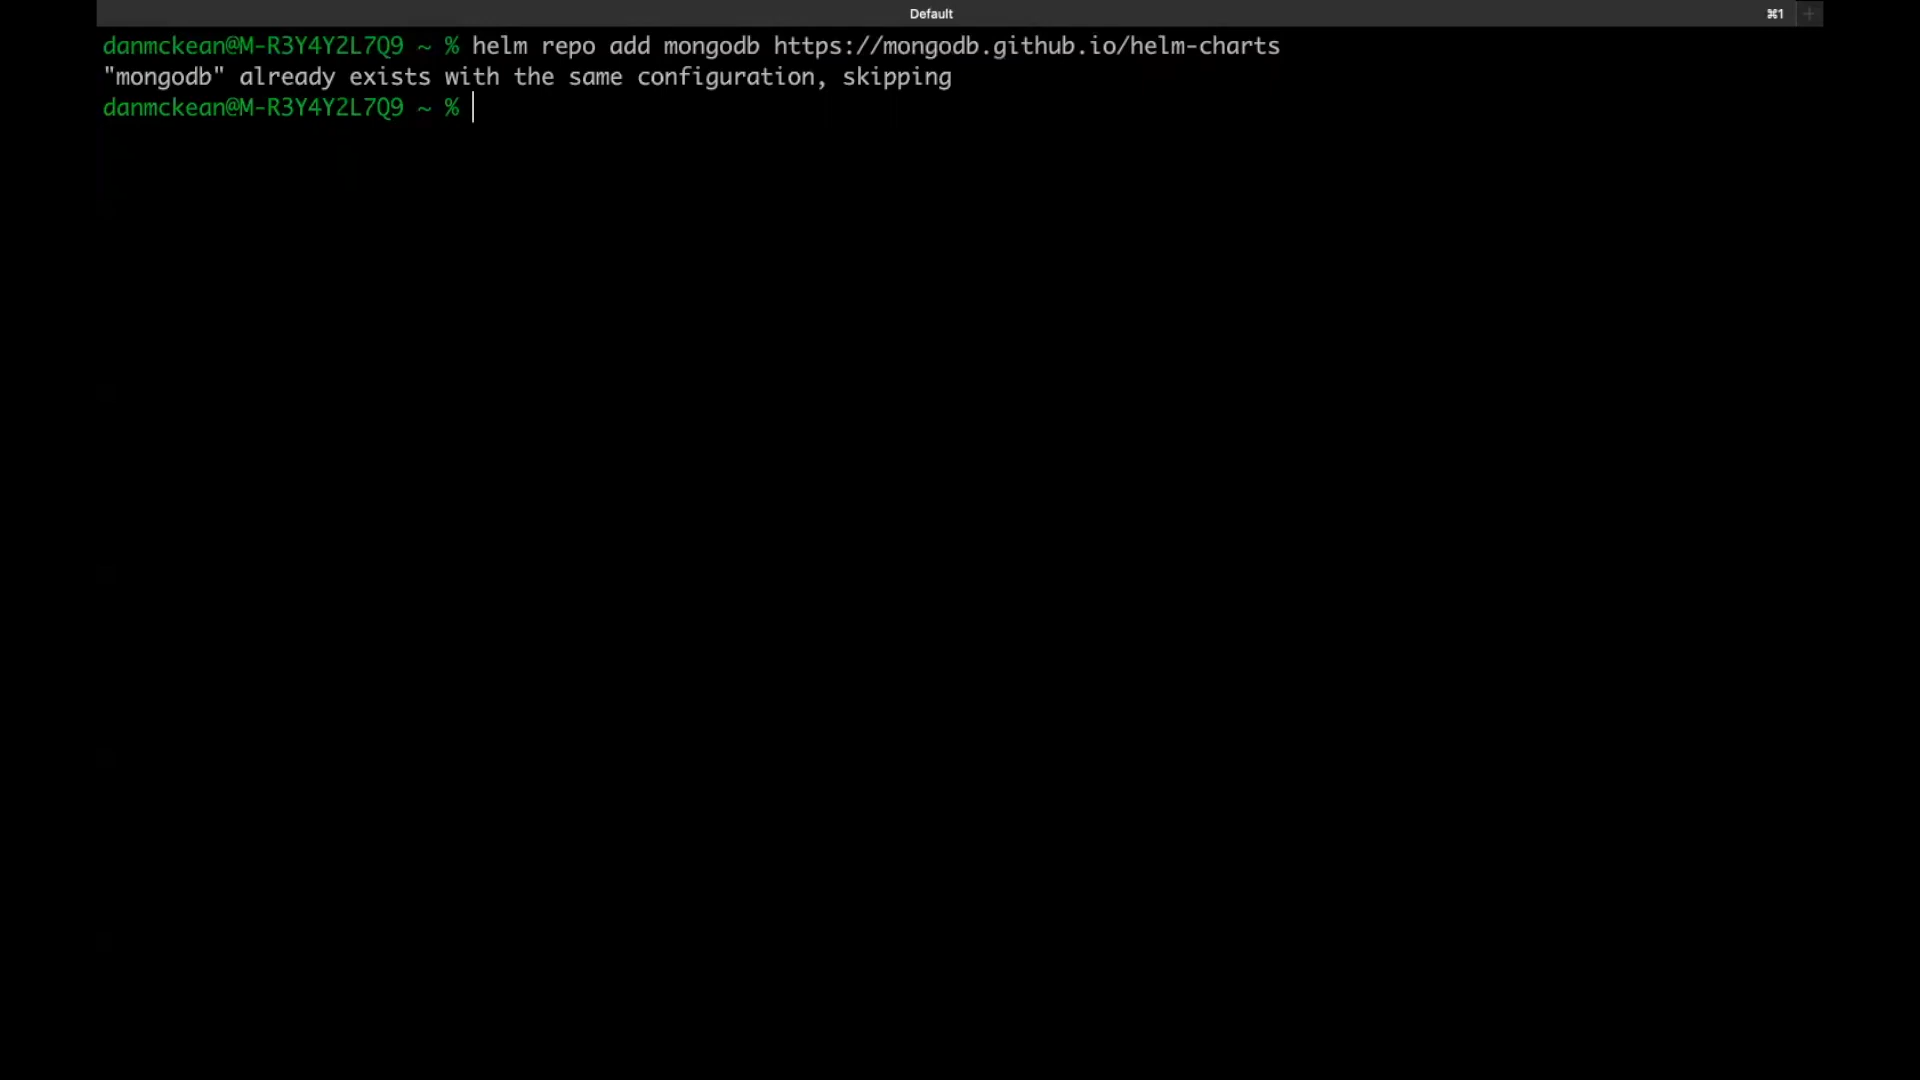 Default
⌘1
+
danmckean@M-R3Y4Y2L7Q9 ~ % helm repo add mongodb https://mongodb.github.io/helm-charts
"mongodb" already exists with the same configuration, skipping
danmckean@M-R3Y4Y2L7Q9 ~ %